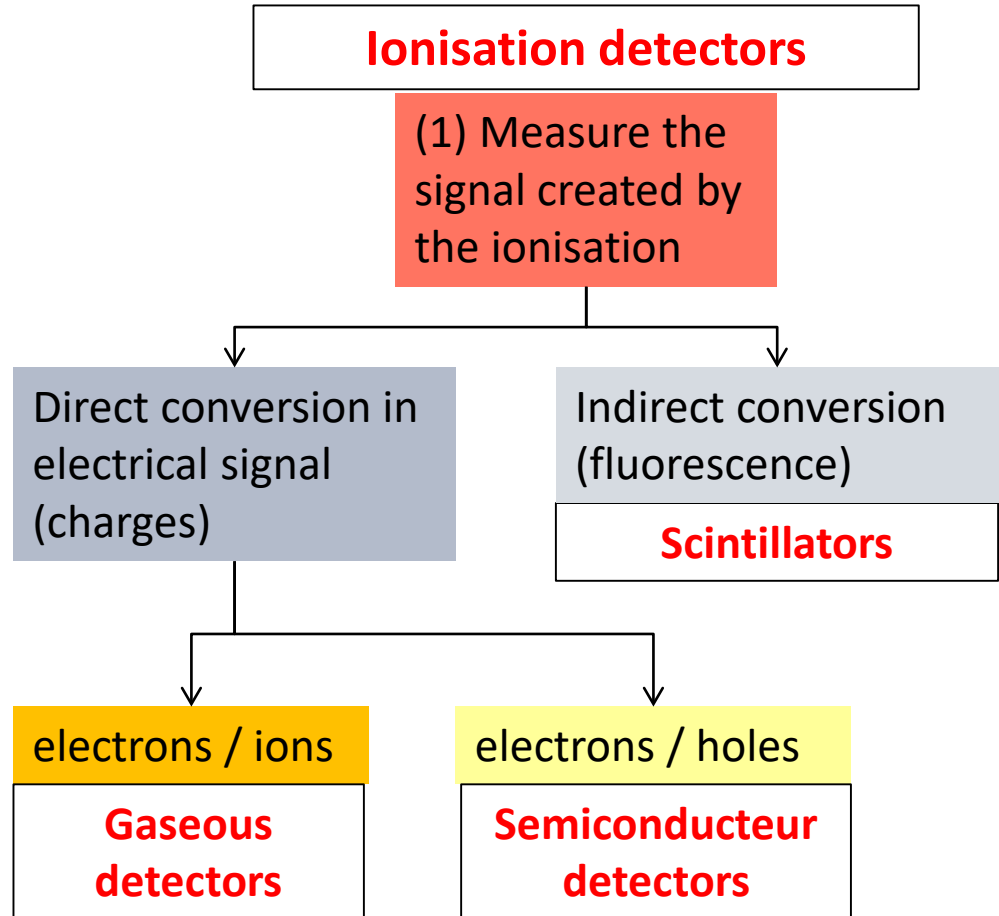 Ionisation detectors
(1) Measure the
signal created by
the ionisation
Direct conversion in
electrical signal
(charges)
Indirect conversion
(fluorescence)
Scintillators
electrons / ions
Gaseous
detectors
electrons / holes
Semiconducteur
detectors